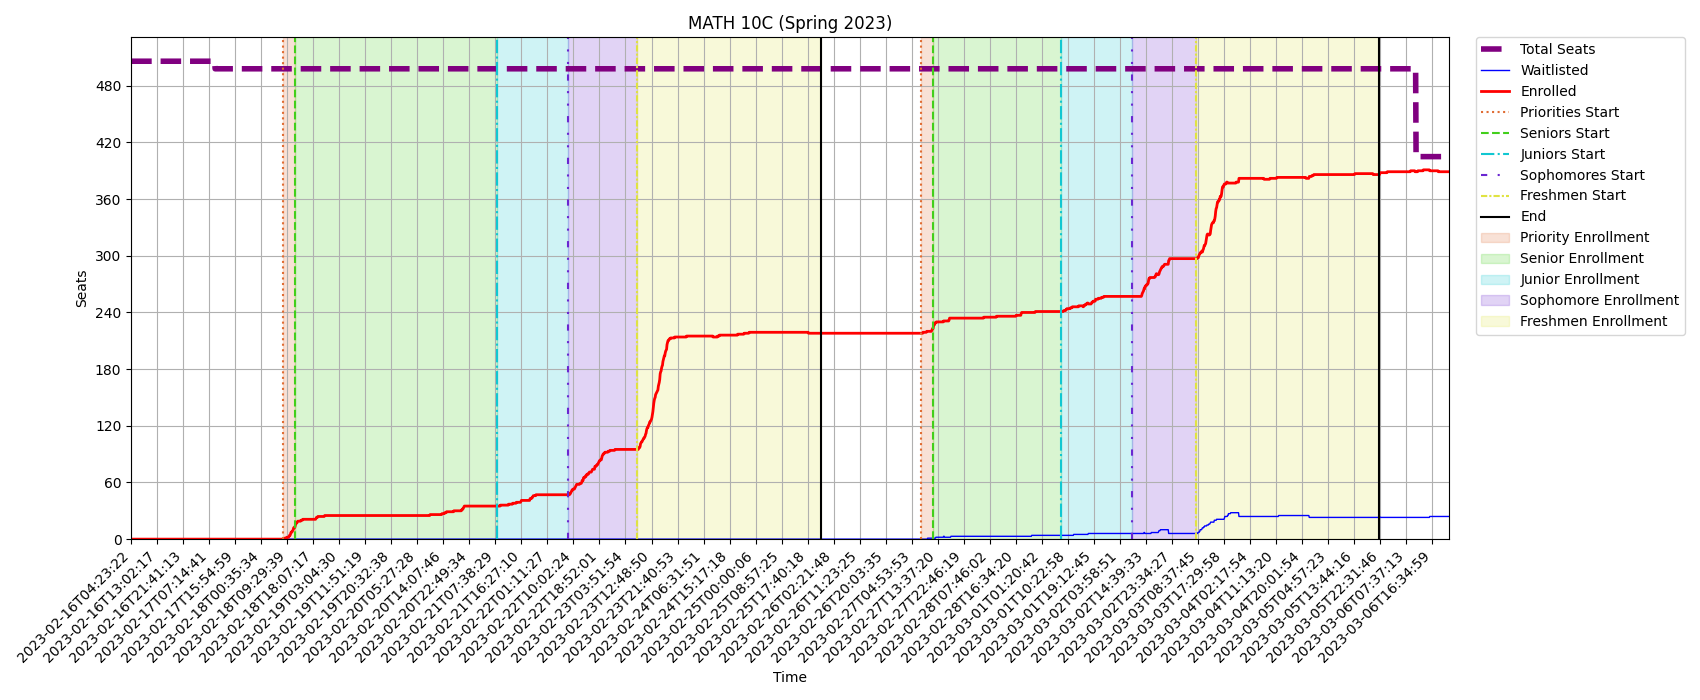 MATH 10C (Spring 2023)
Seats
480
420
360
300
240
180
120
60
0
2023-02-16T04:23:22
2023-02-16T13:02:17
2023-02-16T21:41:13
2023-02-17T07:14:41
2023-02-17T15:54:59
2023-02-18T00:35:34
2023-02-18T09:29:39
2023-02-18T18:07:17
2023-02-19T03:04:30
2023-02-19T11:51:19
2023-02-19T20:32:38
2023-02-20T05:27:28
2023-02-20T14:07:46
2023-02-20T22:49:34
2023-02-21T07:38:29
2023-02-21T16:27:10
2023-02-22T01:11:27
2023-02-22T10:02:24
2023-02-22T18:52:01
2023-02-23T03:51:54
2023-02-23T12:48:50
2023-02-23T21:40:53
2023-02-24T06:31:51
2023-02-24T15:17:18
2023-02-25T00:00:06
2023-02-25T08:57:25
2023-02-25T17:40:18
2023-02-26T02:21:48
2023-02-26T11:23:25
2023-02-26T20:03:35
2023-02-27T04:53:53
2023-02-27T13:37:20
2023-02-27T22:46:19
2023-02-28T07:46:02
2023-02-28T16:34:20
2023-03-01T01:20:42
2023-03-01T10:22:58
2023-03-01T19:12:45
2023-03-02T03:58:51
2023-03-02T14:39:33
2023-03-02T23:34:27
2023-03-03T08:37:45
2023-03-03T17:29:58
2023-03-04T02:17:54
2023-03-04T11:13:20
2023-03-04T20:01:54
2023-03-05T04:57:23
2023-03-05T13:44:16
2023-03-05T22:31:46
2023-03-06T07:37:13
2023-03-06T16:34:59
Time
Total Seats
Waitlisted
Enrolled
Priorities Start
Seniors Start
Juniors Start
Sophomores Start
Freshmen Start
End
Priority Enrollment
Senior Enrollment
Junior Enrollment
Sophomore Enrollment
Freshmen Enrollment